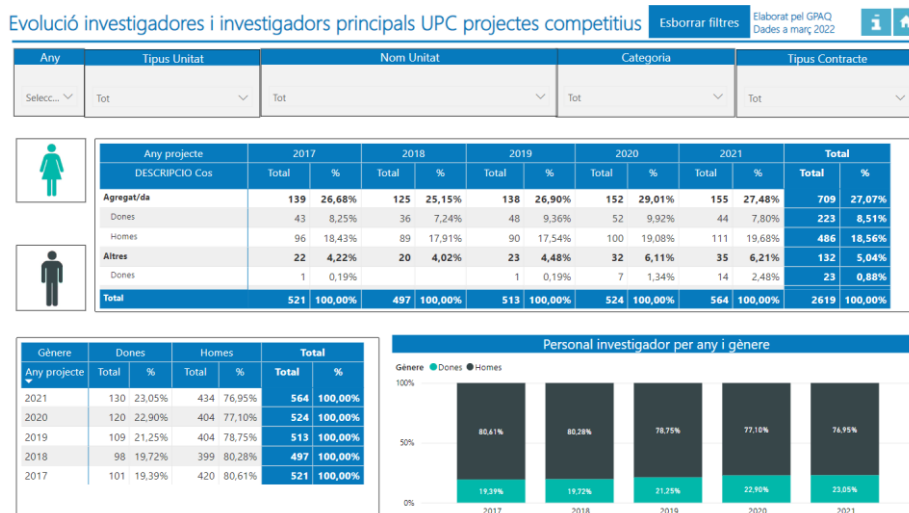 Evolució investigadores i investigadors principals UPC projectes competitius
Esborrar filtres
Elaborat pel GPAQ
Dades a març 2022
Any Tipus Unitat Nom Unitat Categoria Tipus Contracte
Selecc... Tot Tot Tot Tot
Any projecte 2017 2018 2019 2020 2021 Total
DESCRIPCIO Cos Total % Total % Total % Total % Total % Total %
Agregat/da 139 26,68% 125 25,15% 138 26,90% 152 29,01% 155 27,48% 709 27,07%
Dones 43 8,25% 36 7,24% 48 9,36% 52 9,92% 44 7,80% 223 8,51%
Homes 96 18,43% 89 17,91% 90 17,54% 100 19,08% 111 19,68% 486 18,56%
Altres 22 4,22% 20 4,02% 23 4,48% 32 6,11% 35 6,21% 132 5,04%
Dones 1 0,19% 1 0,19% 7 1,34% 14 2,48% 23 0,88%
Total 521 100,00% 497 100,00% 513 100,00% 524 100,00% 564 100,00% 2619 100,00%
Gènere Dones Homes Total
Any projecte Total % Total % Total %
2021 130 23,05% 434 76,95% 564 100,00%
2020 120 22,90% 404 77,10% 524 100,00%
2019 109 21,25% 404 78,75% 513 100,00%
2018 98 19,72% 399 80,28% 497 100,00%
2017 101 19,39% 420 80,61% 521 100,00%
Personal investigador per any i gènere
Gènere Dones Homes
100%
80,61% 80,28% 78,75% 77,10% 76,95%
50%
19,39% 19,72% 21,25% 22,90% 23,05%
0%
2017 2018 2019 2020 2021